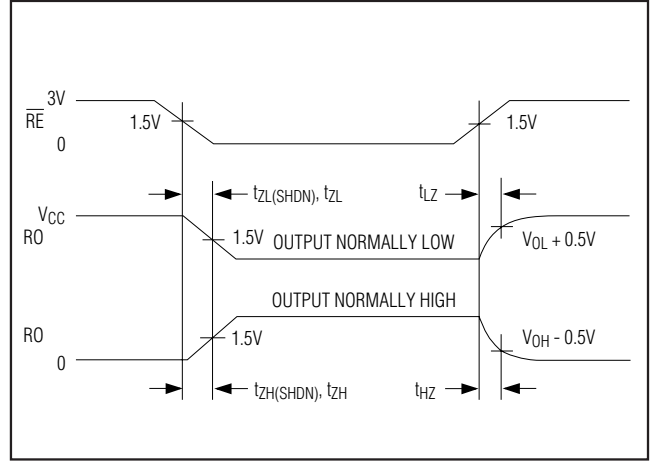 3V
RE
0
1.5V
1.5V
tZL(SHDN), tZL
tLZ
VCC
RO
1.5V
OUTPUT NORMALLY LOW
VOL + 0.5V
OUTPUT NORMALLY HIGH
RO
0
1.5V
VOH - 0.5V
tZH(SHDN), tZH
tHZ